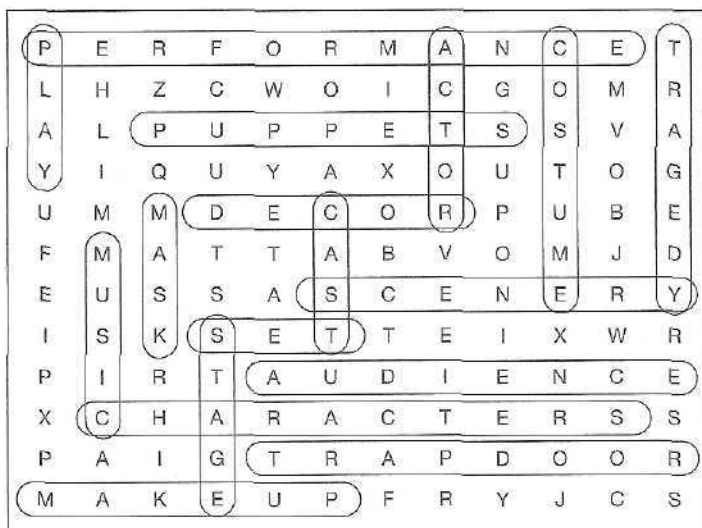 P E R F O R M A N C E T
L H Z C W O I C G O M R
A L P U P P E T S S V A
Y I Q U Y A X O U T O G
U M M D E C O R P U B E
F M A T T A B V O M J D
E U S S A S C E N E R Y
I S K S E T T E I X W R
P I R T A U D I E N C E
X C H A R A C T E R S S
P A I G T R A P D O O R
M A K E U P F R Y J C S